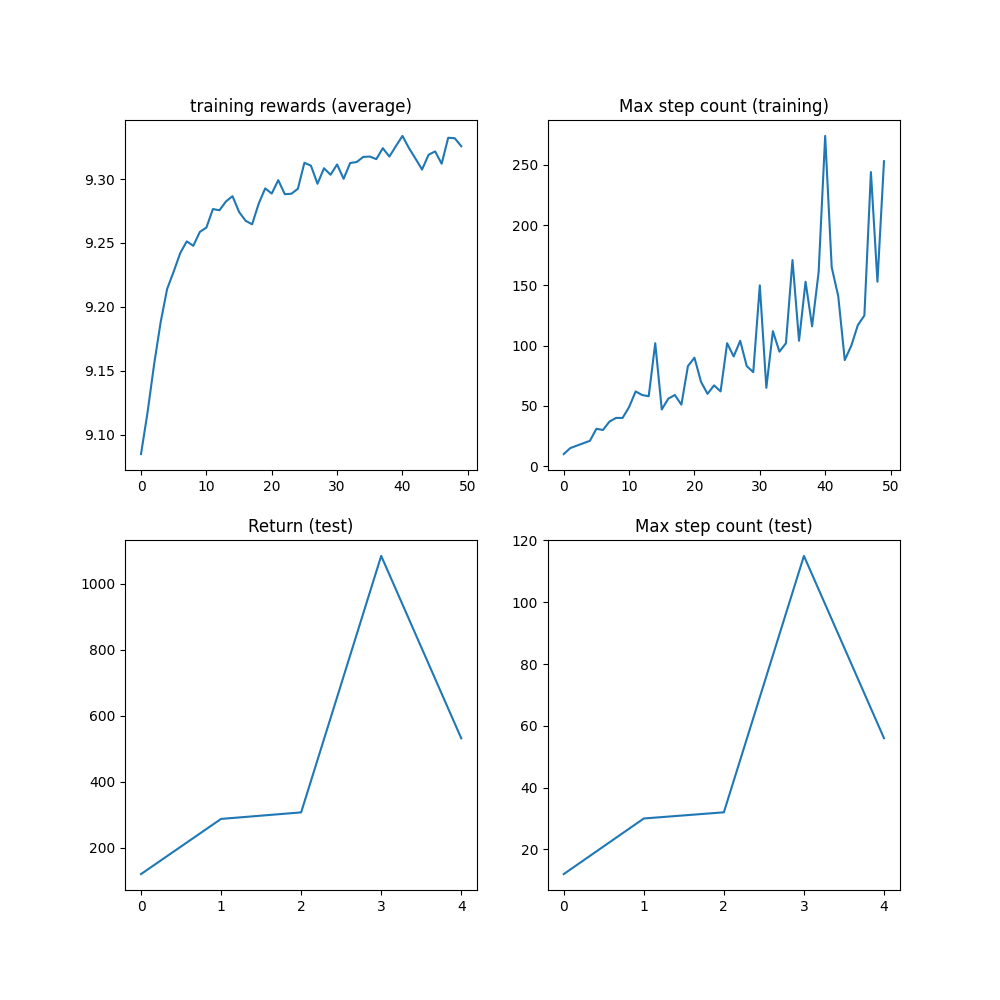 training rewards (average)
9.30
9.25
9.20
9.15
9.10
0 10 20 30 40 50
Max step count (training)
250
200
150
100
50
0
0 10 20 30 40 50
Return (test)
1000
800
600
400
200
0 1 2 3 4
Max step count (test)
120
100
80
60
40
20
0 1 2 3 4